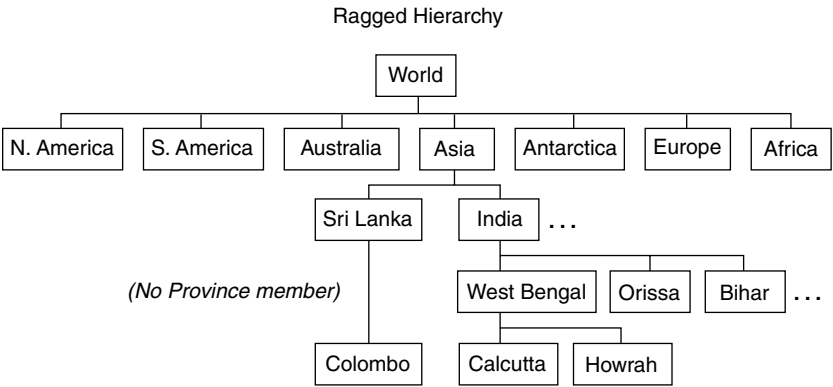 Ragged Hierarchy
World
N. America S. America Australia Asia Antarctica Europe Africa
Sri Lanka India ...
(No Province member) West Bengal Orissa Bihar ...
Colombo Calcutta Howrah